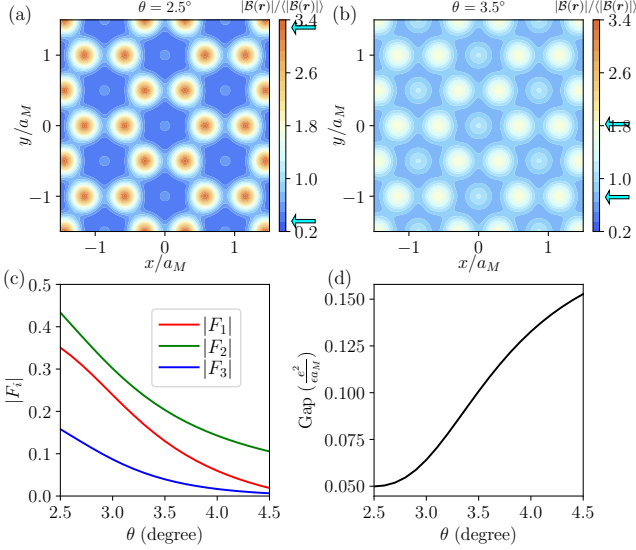 (a)
θ = 2.5°
|𝓑(r)|/⟨|𝓑(r)|⟩
y/a_M
1
0
−1
−1
0
1
x/a_M
3.4
2.6
1.8
1.0
0.2
(b)
θ = 3.5°
|𝓑(r)|/⟨|𝓑(r)|⟩
y/a_M
1
0
−1
−1
0
1
x/a_M
3.4
2.6
1.8
1.0
0.2
(c)
|F_i|
0.5
0.4
0.3
0.2
0.1
0.0
|F_1|
|F_2|
|F_3|
2.5 3.0 3.5 4.0 4.5
θ (degree)
(d)
Gap (e²/ϵa_M)
0.150
0.125
0.100
0.075
0.050
2.5 3.0 3.5 4.0 4.5
θ (degree)